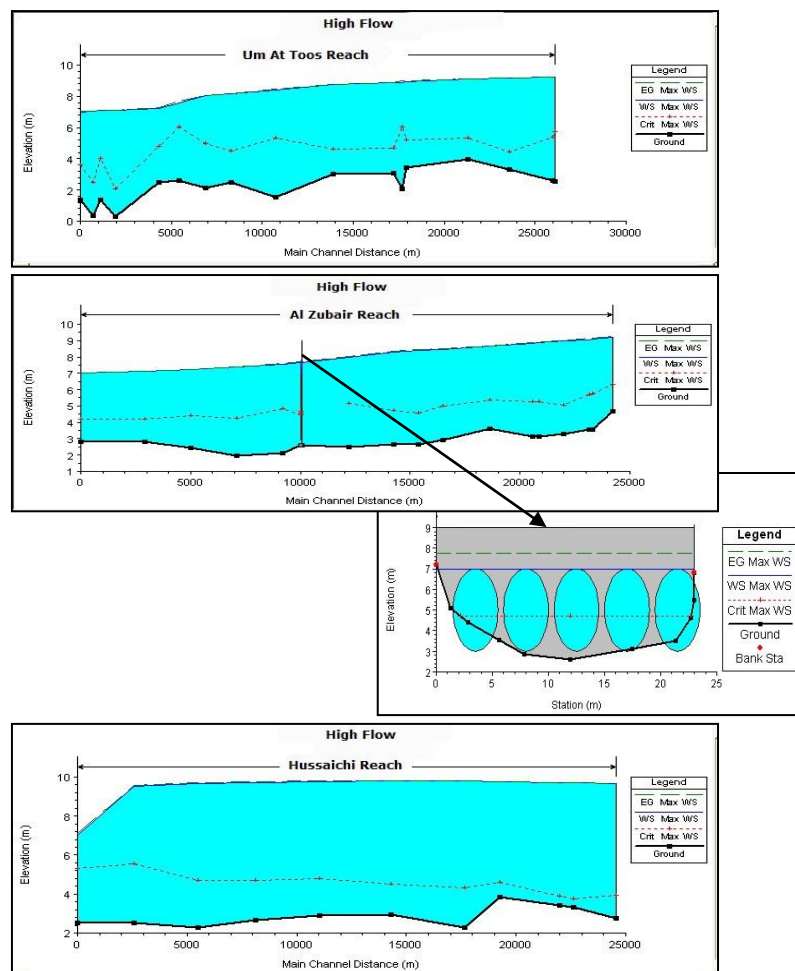 High Flow
Um At Toos Reach
Elevation (m)
10
8
6
4
2
0
0 5000 10000 15000 20000 25000 30000
Main Channel Distance (m)
Legend
EG Max WS
WS Max WS
Crit Max WS
Ground
High Flow
Al Zubair Reach
Elevation (m)
10
9
8
7
6
5
4
3
2
1
0 5000 10000 15000 20000 25000
Main Channel Distance (m)
Legend
EG Max WS
WS Max WS
Crit Max WS
Ground
Elevation (m)
9
8
7
6
5
4
3
2
0 5 10 15 20 25
Station (m)
Legend
EG Max WS
WS Max WS
Crit Max WS
Ground
Bank Sta
High Flow
Hussaichi Reach
Elevation (m)
10
8
6
4
2
0 5000 10000 15000 20000 25000
Main Channel Distance (m)
Legend
EG Max WS
WS Max WS
Crit Max WS
Ground